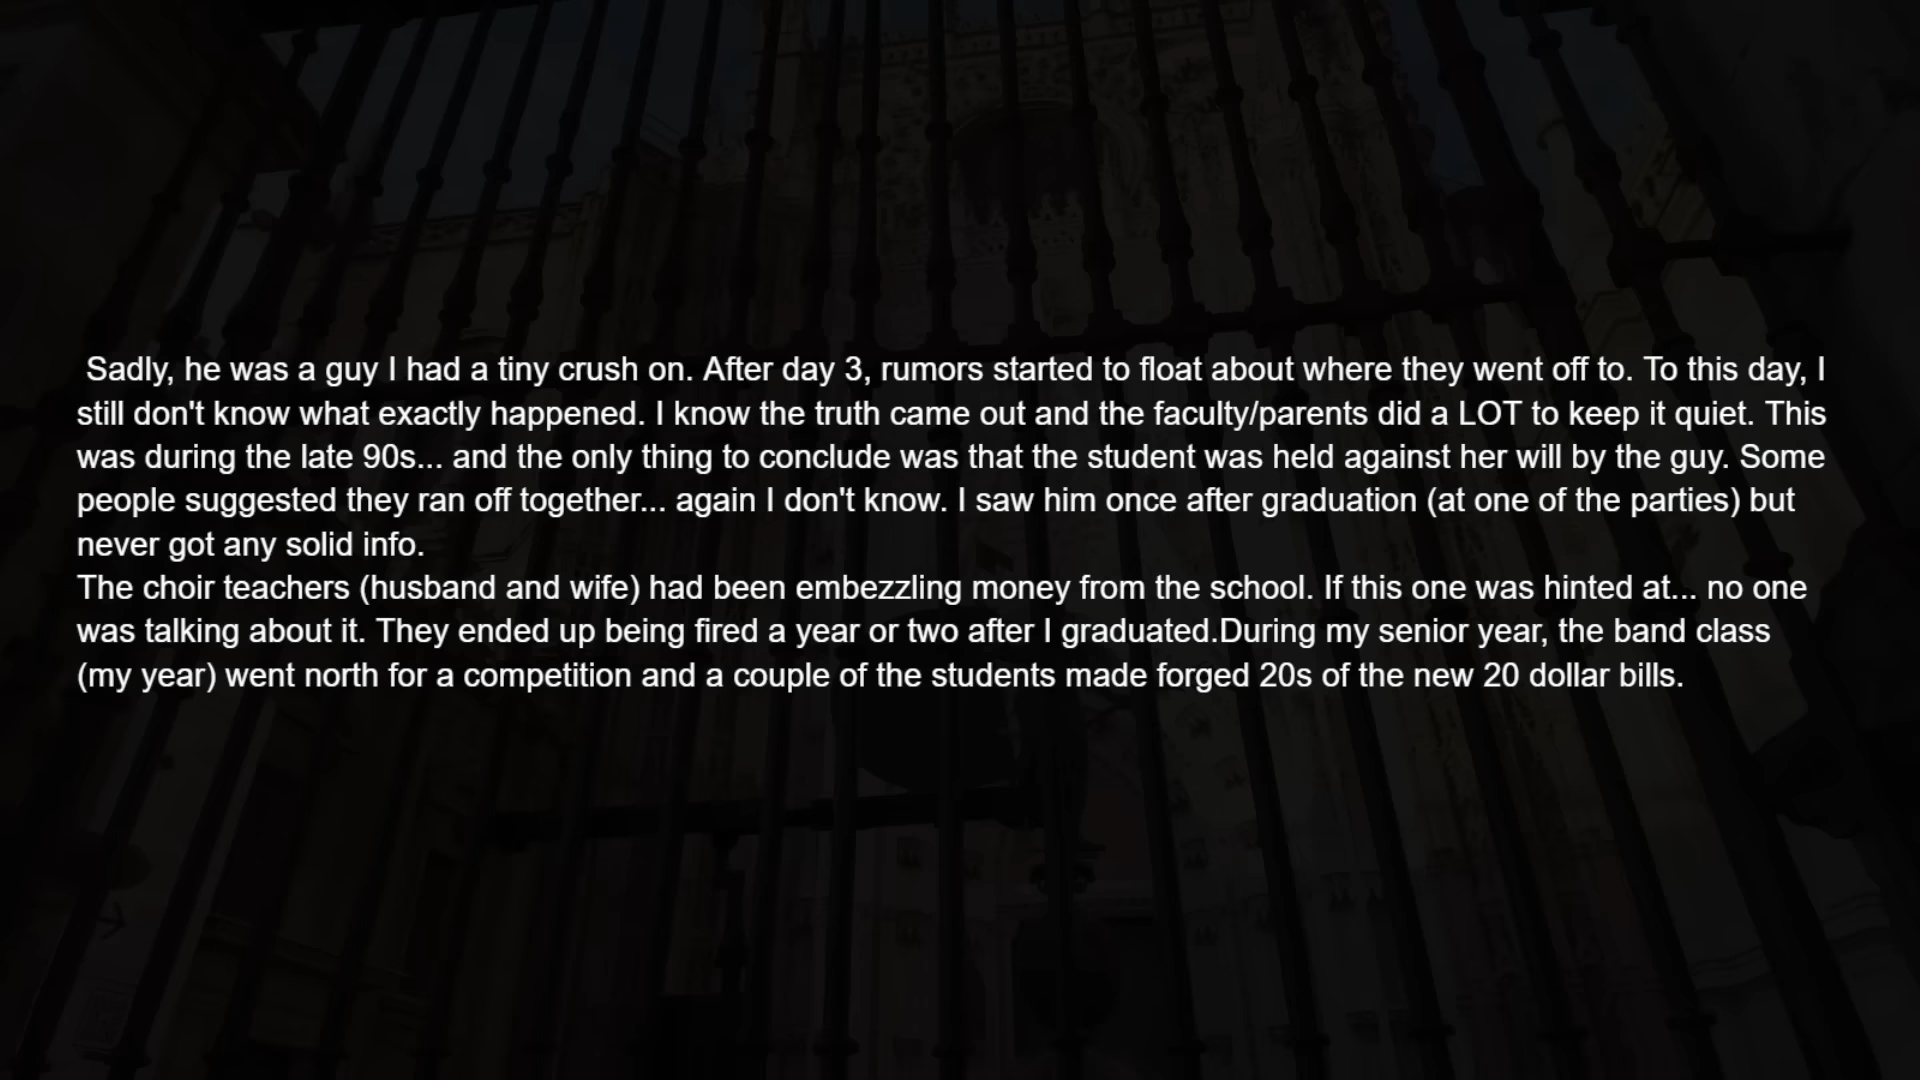 Sadly, he was a guy I had a tiny crush on. After day 3, rumors started to float about where they went off to. To this day, I
still don't know what exactly happened. I know the truth came out and the faculty/parents did a LOT to keep it quiet. This
was during the late 90s... and the only thing to conclude was that the student was held against her will by the guy. Some
people suggested they ran off together... again I don't know. I saw him once after graduation (at one of the parties) but
never got any solid info.
The choir teachers (husband and wife) had been embezzling money from the school. If this one was hinted at... no one
was talking about it. They ended up being fired a year or two after I graduated.During my senior year, the band class
(my year) went north for a competition and a couple of the students made forged 20s of the new 20 dollar bills.